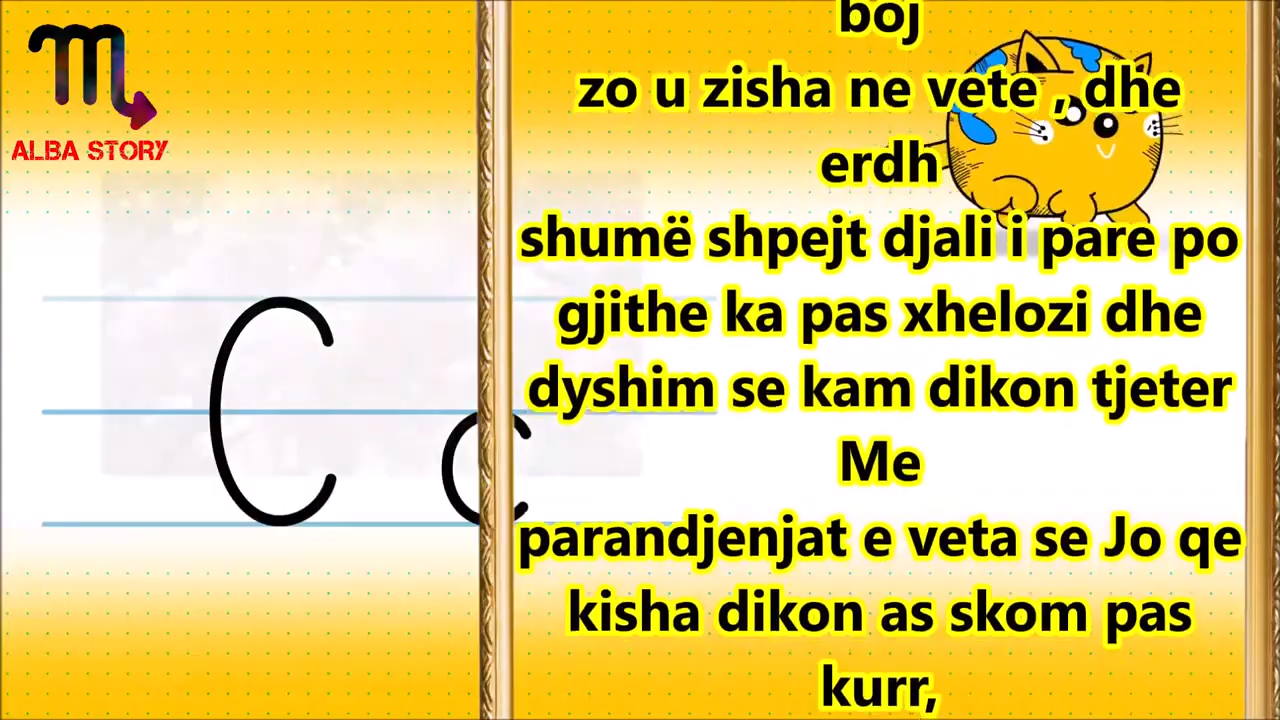 ALBA STORY
C c
boj
zo u zisha ne vete , dhe
erdh
shumë shpejt djali i pare po
gjithe ka pas xhelozi dhe
dyshim se kam dikon tjeter
Me
parandjenjat e veta se Jo qe
kisha dikon as skom pas
kurr,